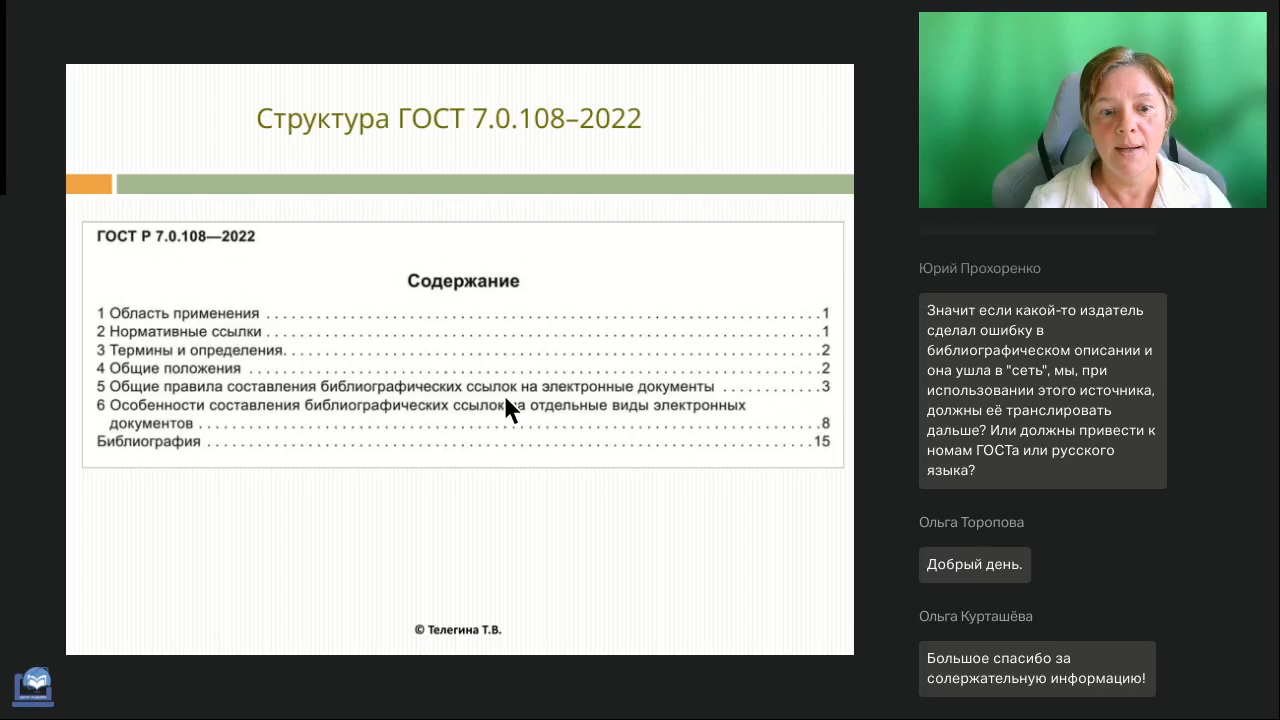 Структура ГОСТ 7.0.108–2022
ГОСТ Р 7.0.108—2022
Содержание
1 Область применения . . . . . . . . . . . . . . . . . . . . . . . . . . . . . . . . . . . . . . . . 1
2 Нормативные ссылки . . . . . . . . . . . . . . . . . . . . . . . . . . . . . . . . . . . . . . . . 1
3 Термины и определения. . . . . . . . . . . . . . . . . . . . . . . . . . . . . . . . . . . . . . . 2
4 Общие положения . . . . . . . . . . . . . . . . . . . . . . . . . . . . . . . . . . . . . . . . 2
5 Общие правила составления библиографических ссылок на электронные документы . . . . . . . . . . 3
6 Особенности составления библиографических ссылок на отдельные виды электронных
документов . . . . . . . . . . . . . . . . . . . . . . . . . . . . . . . . . . . . . . . . 8
Библиография . . . . . . . . . . . . . . . . . . . . . . . . . . . . . . . . . . . . . . . . 15
© Телегина Т.В.
Юрий Прохоренко
Значит если какой-то издатель
сделал ошибку в
библиографическом описании и
она ушла в "сеть", мы, при
использовании этого источника,
должны её транслировать
дальше? Или должны привести к
номам ГОСТа или русского
языка?
Ольга Торопова
Добрый день.
Ольга Курташёва
Большое спасибо за
солержательную информацию!